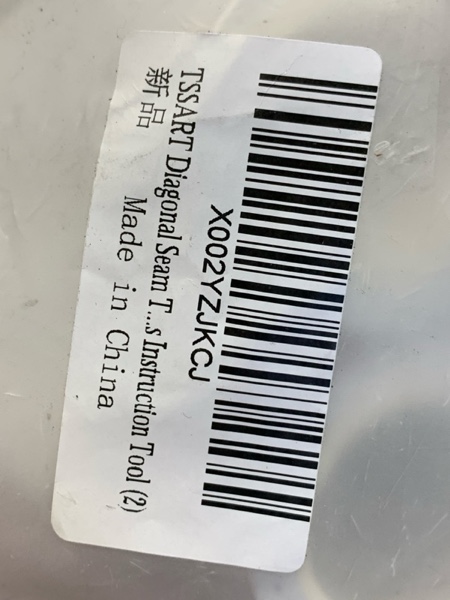 X002YZJKCJ
TSSART Diagonal Seam T...s Instruction Tool (2)
新品
Made in China